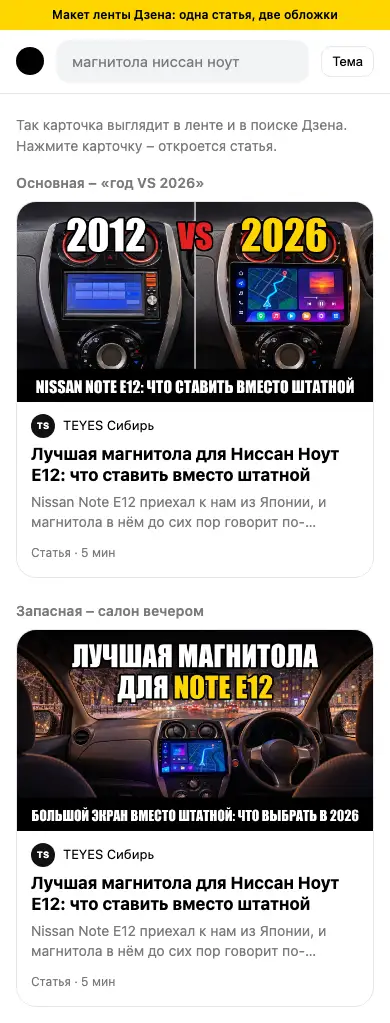 Макет ленты Дзена: одна статья, две обложки
магнитола ниссан ноут
Тема
Так карточка выглядит в ленте и в поиске Дзена.
Нажмите карточку – откроется статья.
Основная – «год VS 2026»
2012 VS 2026
NISSAN NOTE E12: ЧТО СТАВИТЬ ВМЕСТО ШТАТНОЙ
TS TEYES Сибирь
Лучшая магнитола для Ниссан Ноут
Е12: что ставить вместо штатной
Nissan Note E12 приехал к нам из Японии, и
магнитола в нём до сих пор говорит по-...
Статья · 5 мин
Запасная – салон вечером
ЛУЧШАЯ МАГНИТОЛА
ДЛЯ NOTE E12
БОЛЬШОЙ ЭКРАН ВМЕСТО ШТАТНОЙ: ЧТО ВЫБРАТЬ В 2026
TS TEYES Сибирь
Лучшая магнитола для Ниссан Ноут
Е12: что ставить вместо штатной
Nissan Note E12 приехал к нам из Японии, и
магнитола в нём до сих пор говорит по-...
Статья · 5 мин